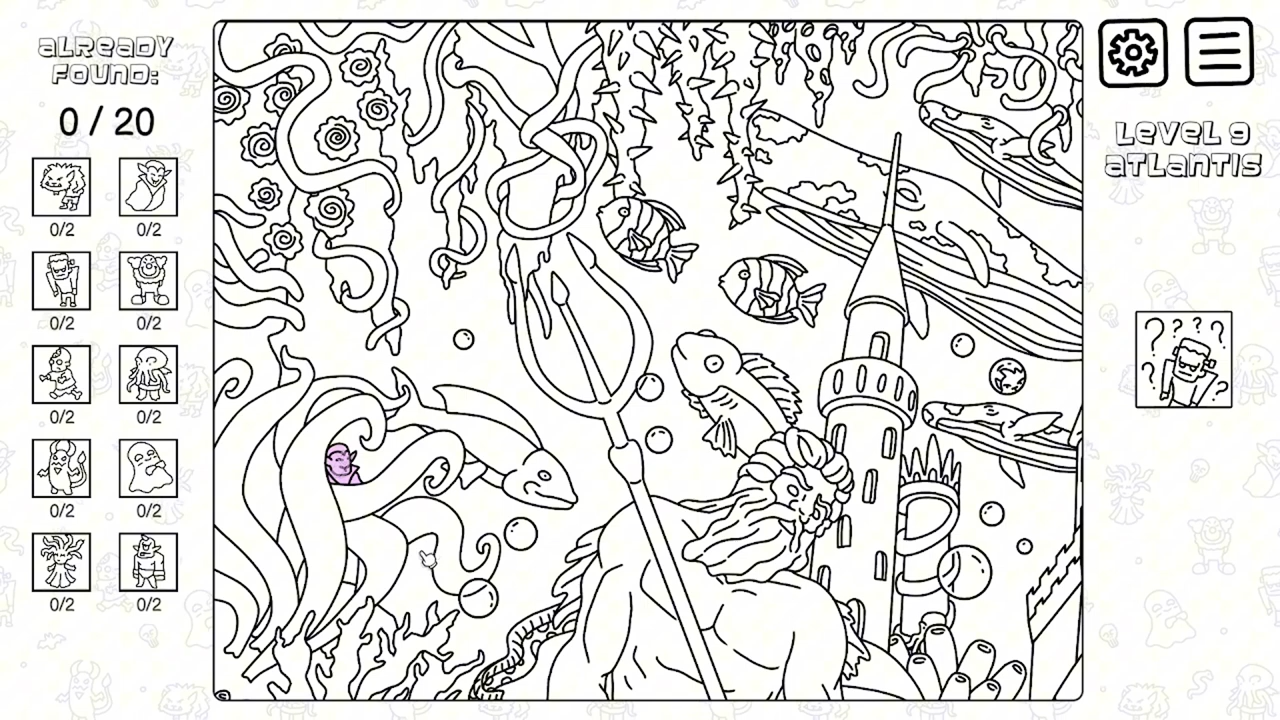 ALREADY
FOUND:
0 / 20
0/2 0/2
0/2 0/2
0/2 0/2
0/2 0/2
0/2 0/2
LEVEL 9
ATLANTIS
? ? ? ?
? ?